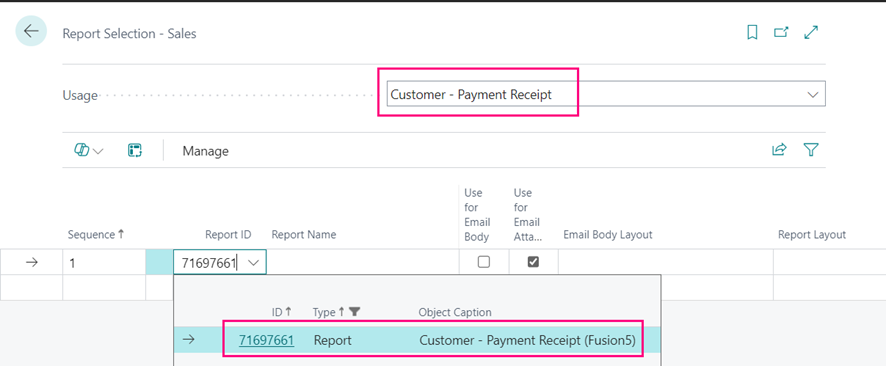 Report Selection - Sales
Usage
Customer - Payment Receipt
Manage
Sequence ↑
Report ID
Report Name
Use for Email Body
Use for Email Atta...
Email Body Layout
Report Layout
1
71697661
ID ↑
Type ↑
Object Caption
71697661
Report
Customer - Payment Receipt (Fusion5)